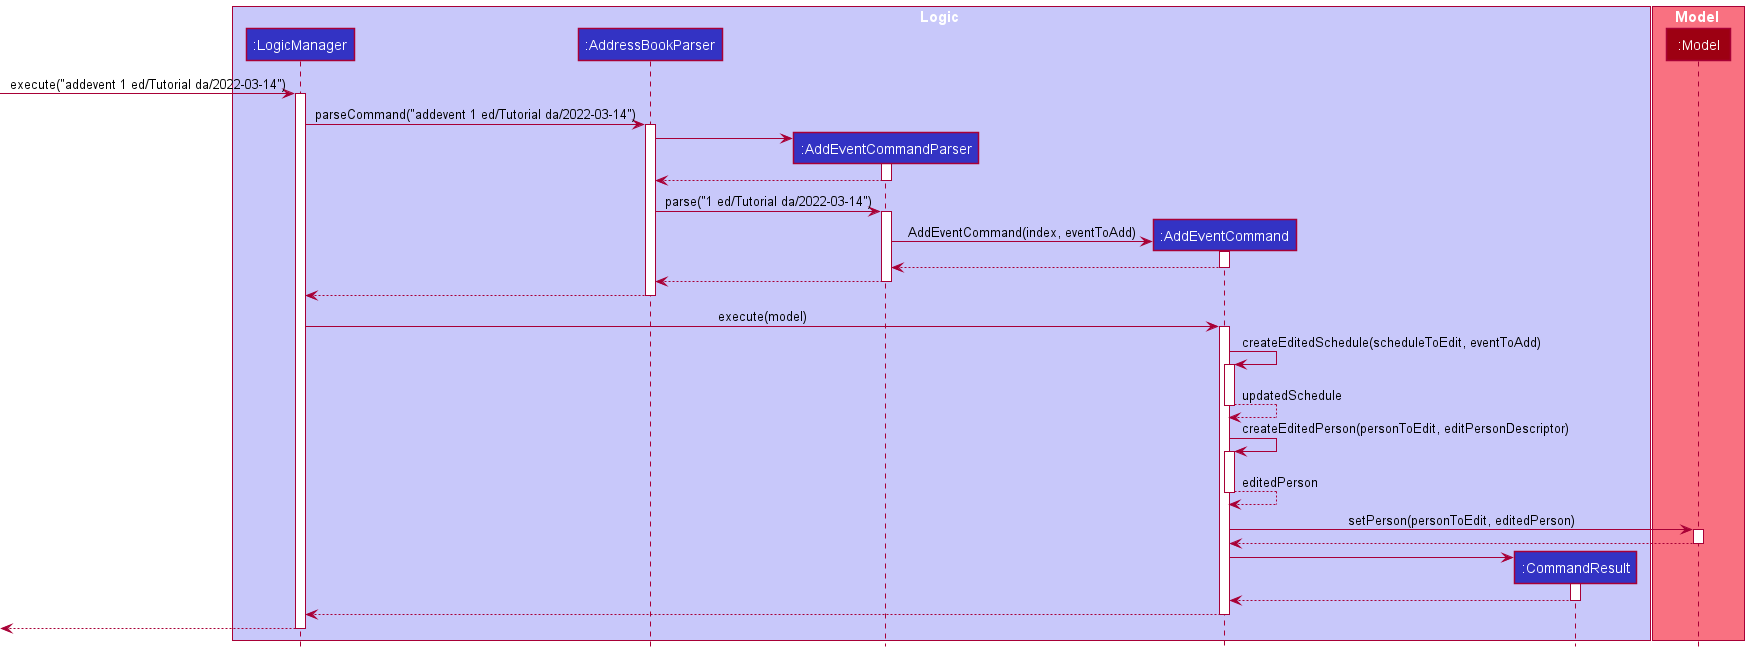 Logic
Model
:LogicManager
:AddressBookParser
:Model
execute("addevent 1 ed/Tutorial da/2022-03-14")
parseCommand("addevent 1 ed/Tutorial da/2022-03-14")
:AddEventCommandParser
parse("1 ed/Tutorial da/2022-03-14")
AddEventCommand(index, eventToAdd)
:AddEventCommand
execute(model)
createEditedSchedule(scheduleToEdit, eventToAdd)
updatedSchedule
createEditedPerson(personToEdit, editPersonDescriptor)
editedPerson
setPerson(personToEdit, editedPerson)
:CommandResult